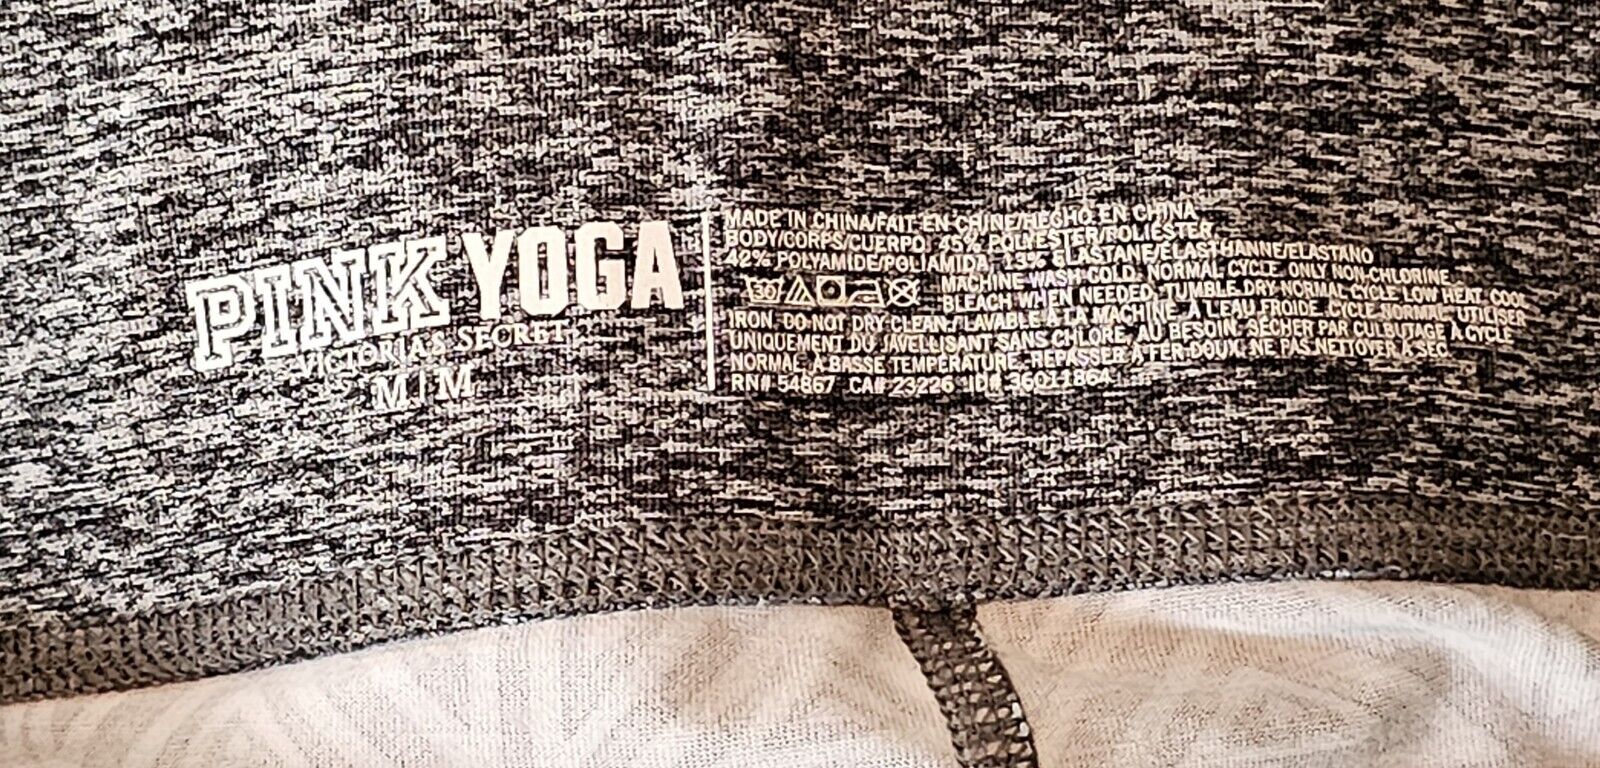 PINK YOGA
VICTORIA'S SECRET
M | M
MADE IN CHINA/FAIT EN CHINE/HECHO EN CHINA
BODY/CORPS/CUERPO: 45% POLYESTER/POLIÉSTER,
42% POLYAMIDE/POLIAMIDA, 13% ELASTANE/ÉLASTHANNE/ELASTANO
30 MACHINE WASH COLD. NORMAL CYCLE. ONLY NON-CHLORINE
BLEACH WHEN NEEDED. TUMBLE DRY NORMAL CYCLE LOW HEAT. COOL
IRON. DO NOT DRY CLEAN./LAVABLE À LA MACHINE, À L'EAU FROIDE, CYCLE NORMAL. UTILISER
UNIQUEMENT DU JAVELLISANT SANS CHLORE, AU BESOIN. SÉCHER PAR CULBUTAGE À CYCLE
NORMAL, À BASSE TEMPÉRATURE. REPASSER À FER DOUX. NE PAS NETTOYER À SEC.
RN# 54867 CA# 23226 ID# 36011864